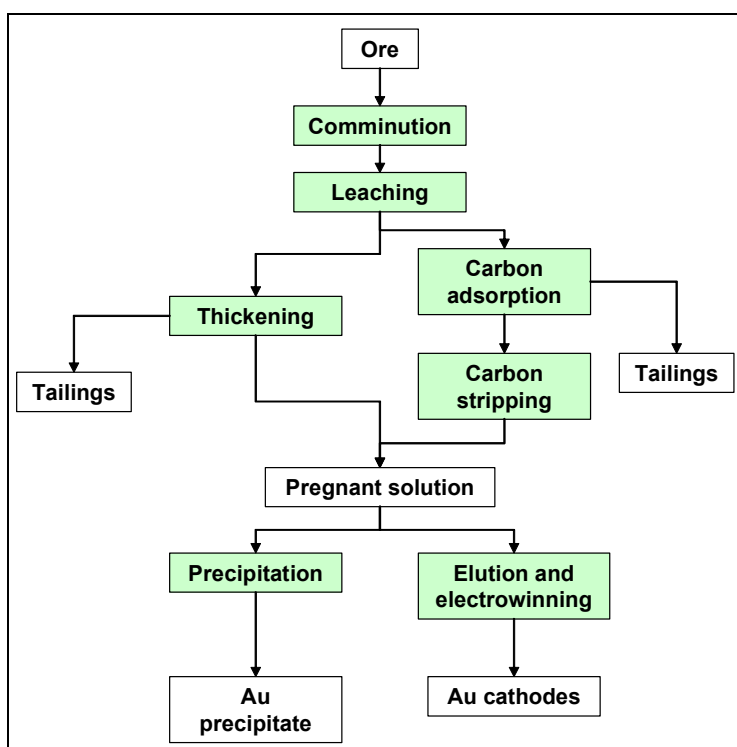 Ore
Comminution
Leaching
Carbon
adsorption
Thickening
Tailings
Tailings
Carbon
stripping
Pregnant solution
Precipitation
Elution and
electrowinning
Au
precipitate
Au cathodes